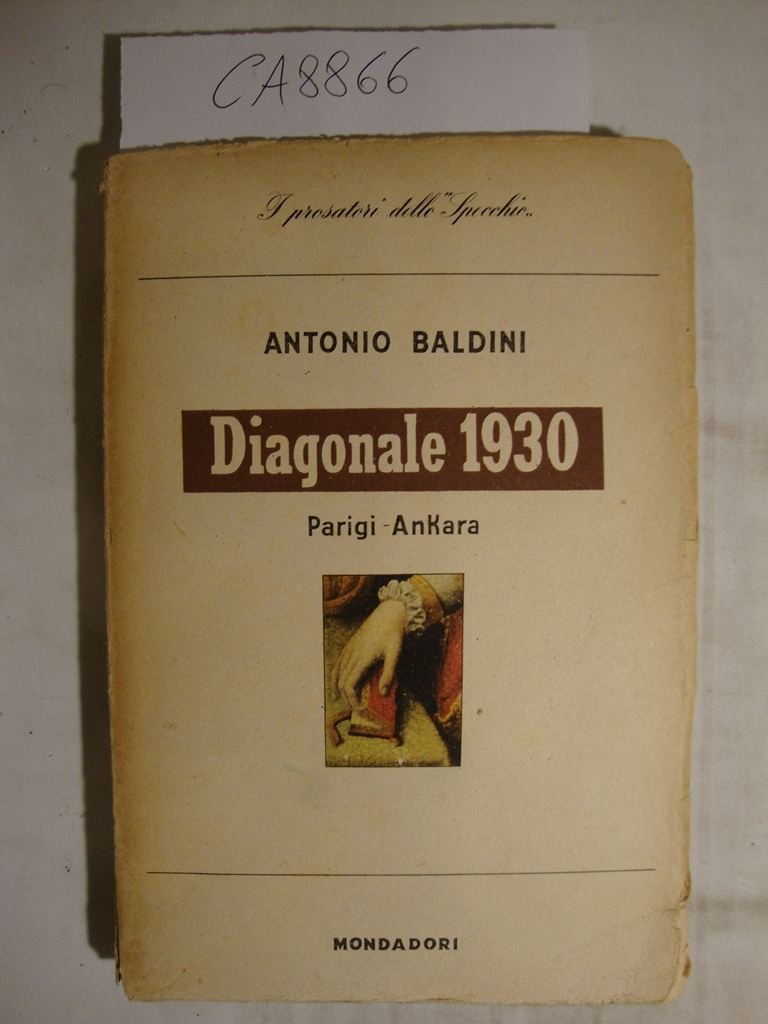 CA8866
I prosatori dello "Specchio„
ANTONIO BALDINI
Diagonale 1930
Parigi - Ankara
MONDADORI